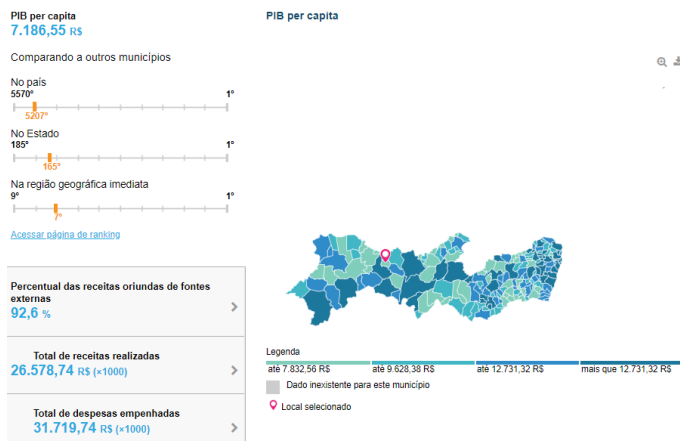 PIB per capita
7.186,55 R$
Comparando a outros municípios
No país
5570º 1º
5207º
No Estado
185º 1º
165º
Na região geográfica imediata
9º 1º
7º
Acessar página de ranking
Percentual das receitas oriundas de fontes
externas
92,6 %
Total de receitas realizadas
26.578,74 R$ (×1000)
Total de despesas empenhadas
31.719,74 R$ (×1000)
PIB per capita
Legenda
até 7.832,56 R$ até 9.628,38 R$ até 12.731,32 R$ mais que 12.731,32 R$
Dado inexistente para este município
Local selecionado